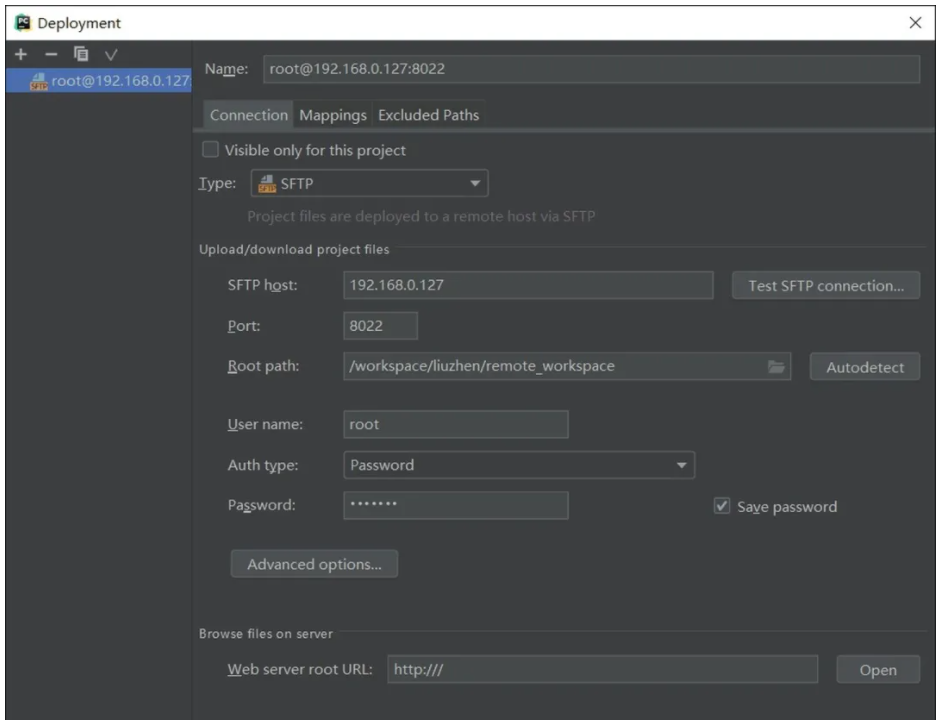 Deployment
root@192.168.0.127:
Name: root@192.168.0.127:8022
Connection Mappings Excluded Paths
Visible only for this project
Type: SFTP
Project files are deployed to a remote host via SFTP
Upload/download project files
SFTP host: 192.168.0.127 Test SFTP connection...
Port: 8022
Root path: /workspace/liuzhen/remote_workspace Autodetect
User name: root
Auth type: Password
Password: ••••••• Save password
Advanced options...
Browse files on server
Web server root URL: http:/// Open